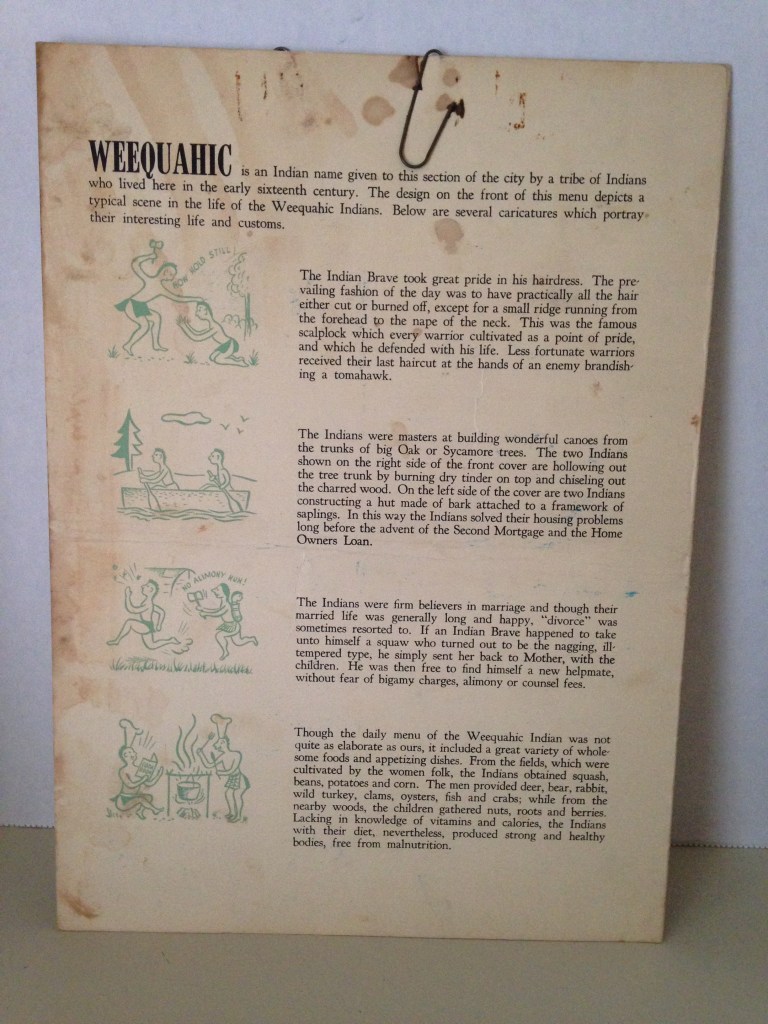 WEEQUAHIC is an Indian name given to this section of the city by a tribe of Indians
who lived here in the early sixteenth century. The design on the front of this menu depicts a
typical scene in the life of the Weequahic Indians. Below are several caricatures which portray
their interesting life and customs.
NOW HOLD STILL!
The Indian Brave took great pride in his hairdress. The pre-
vailing fashion of the day was to have practically all the hair
either cut or burned off, except for a small ridge running from
the forehead to the nape of the neck. This was the famous
scalplock which every warrior cultivated as a point of pride,
and which he defended with his life. Less fortunate warriors
received their last haircut at the hands of an enemy brandish-
ing a tomahawk.
The Indians were masters at building wonderful canoes from
the trunks of big Oak or Sycamore trees. The two Indians
shown on the right side of the front cover are hollowing out
the tree trunk by burning dry tinder on top and chiseling out
the charred wood. On the left side of the cover are two Indians
constructing a hut made of bark attached to a framework of
saplings. In this way the Indians solved their housing problems
long before the advent of the Second Mortgage and the Home
Owners Loan.
NO ALIMONY HUH!
The Indians were firm believers in marriage and though their
married life was generally long and happy, "divorce" was
sometimes resorted to. If an Indian Brave happened to take
unto himself a squaw who turned out to be the nagging, ill-
tempered type, he simply sent her back to Mother, with the
children. He was then free to find himself a new helpmate,
without fear of bigamy charges, alimony or counsel fees.
Though the daily menu of the Weequahic Indian was not
quite as elaborate as ours, it included a great variety of whole-
some foods and appetizing dishes. From the fields, which were
cultivated by the women folk, the Indians obtained squash,
beans, potatoes and corn. The men provided deer, bear, rabbit,
wild turkey, clams, oysters, fish and crabs; while from the
nearby woods, the children gathered nuts, roots and berries.
Lacking in knowledge of vitamins and calories, the Indians
with their diet, nevertheless, produced strong and healthy
bodies, free from malnutrition.